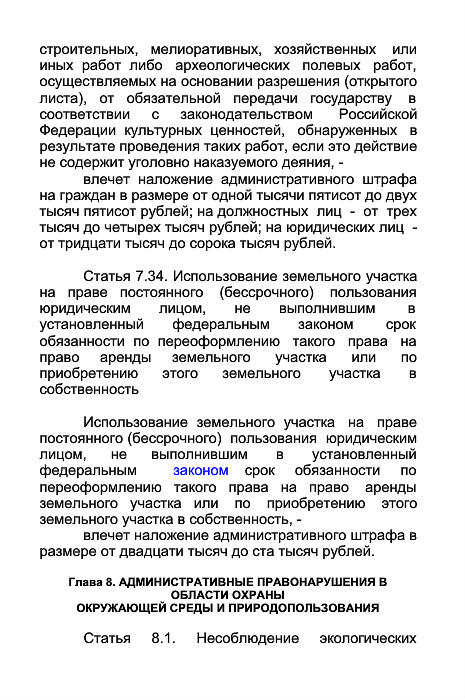 строительных, мелиоративных, хозяйственных или
иных работ либо археологических полевых работ,
осуществляемых на основании разрешения (открытого
листа), от обязательной передачи государству в
соответствии с законодательством Российской
Федерации культурных ценностей, обнаруженных в
результате проведения таких работ, если это действие
не содержит уголовно наказуемого деяния, -
влечет наложение административного штрафа
на граждан в размере от одной тысячи пятисот до двух
тысяч пятисот рублей; на должностных лиц - от трех
тысяч до четырех тысяч рублей; на юридических лиц -
от тридцати тысяч до сорока тысяч рублей.
Статья 7.34. Использование земельного участка
на праве постоянного (бессрочного) пользования
юридическим лицом, не выполнившим в
установленный федеральным законом срок
обязанности по переоформлению такого права на
право аренды земельного участка или по
приобретению этого земельного участка в
собственность
Использование земельного участка на праве
постоянного (бессрочного) пользования юридическим
лицом, не выполнившим в установленный
федеральным законом срок обязанности по
переоформлению такого права на право аренды
земельного участка или по приобретению этого
земельного участка в собственность, -
влечет наложение административного штрафа в
размере от двадцати тысяч до ста тысяч рублей.
Глава 8. АДМИНИСТРАТИВНЫЕ ПРАВОНАРУШЕНИЯ В
ОБЛАСТИ ОХРАНЫ
ОКРУЖАЮЩЕЙ СРЕДЫ И ПРИРОДОПОЛЬЗОВАНИЯ
Статья 8.1. Несоблюдение экологических